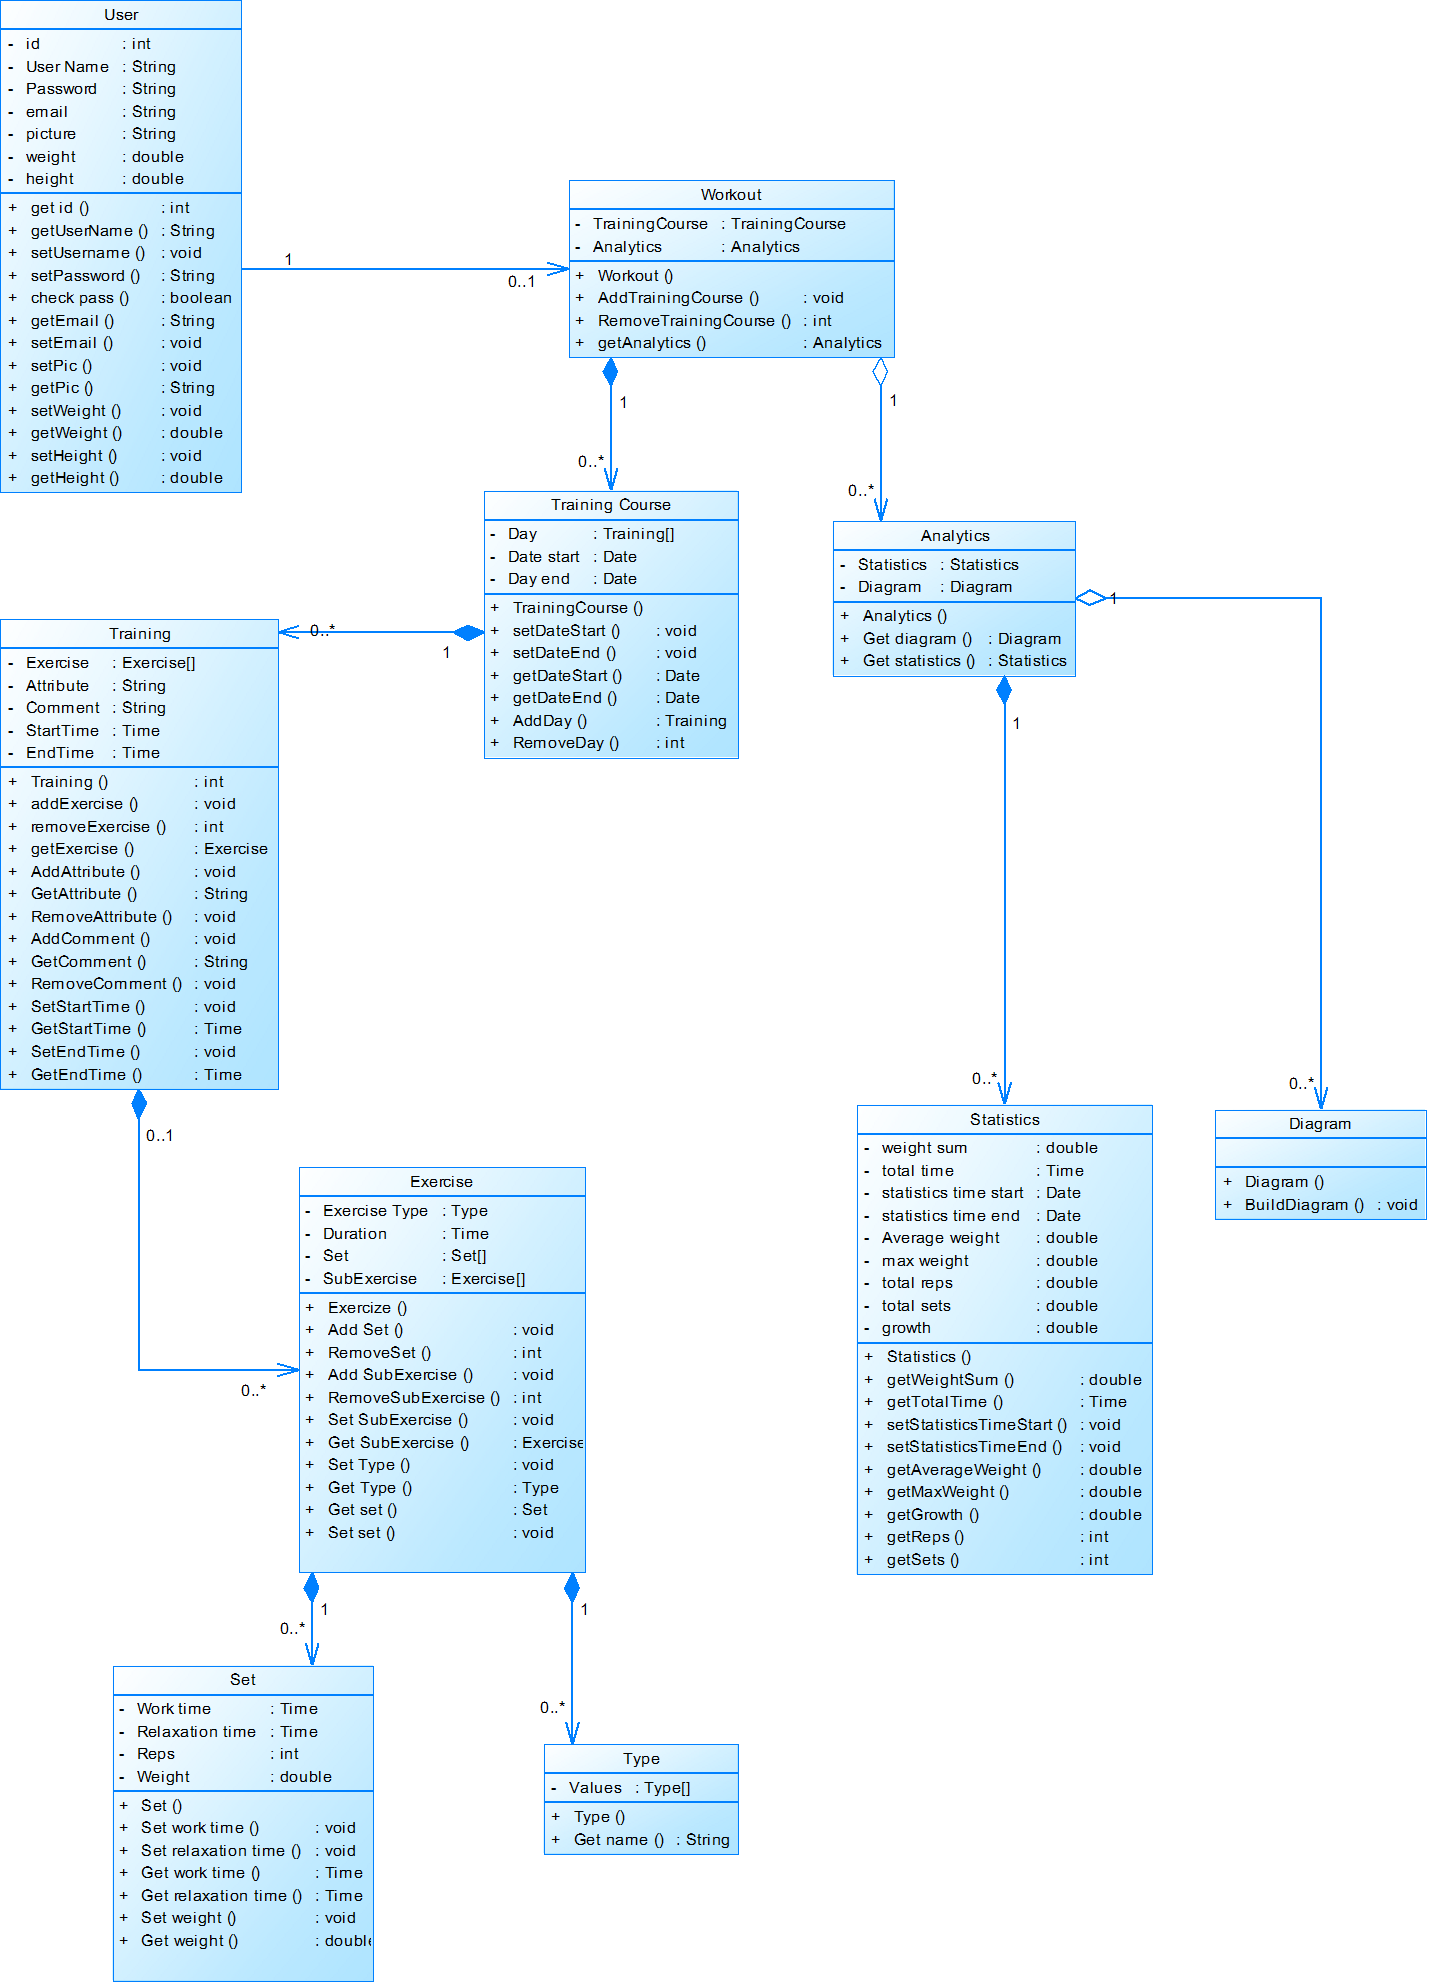 User
- id : int
- User Name : String
- Password : String
- email : String
- picture : String
- weight : double
- height : double
+ get id () : int
+ getUserName () : String
+ setUsername () : void
+ setPassword () : String
+ check pass () : boolean
+ getEmail () : String
+ setEmail () : void
+ setPic () : void
+ getPic () : String
+ setWeight () : void
+ getWeight () : double
+ setHeight () : void
+ getHeight () : double
1
0..1
Workout
- TrainingCourse : TrainingCourse
- Analytics : Analytics
+ Workout ()
+ AddTrainingCourse () : void
+ RemoveTrainingCourse () : int
+ getAnalytics () : Analytics
1
0..*
1
0..*
Training Course
- Day : Training[]
- Date start : Date
- Day end : Date
+ TrainingCourse ()
+ setDateStart () : void
+ setDateEnd () : void
+ getDateStart () : Date
+ getDateEnd () : Date
+ AddDay () : Training
+ RemoveDay () : int
Analytics
- Statistics : Statistics
- Diagram : Diagram
+ Analytics ()
+ Get diagram () : Diagram
+ Get statistics () : Statistics
1
1
0..*
1
Training
- Exercise : Exercise[]
- Attribute : String
- Comment : String
- StartTime : Time
- EndTime : Time
+ Training () : int
+ addExercise () : void
+ removeExercise () : int
+ getExercise () : Exercise
+ AddAttribute () : void
+ GetAttribute () : String
+ RemoveAttribute () : void
+ AddComment () : void
+ GetComment () : String
+ RemoveComment () : void
+ SetStartTime () : void
+ GetStartTime () : Time
+ SetEndTime () : void
+ GetEndTime () : Time
0..1
0..*
0..*
0..*
Statistics
- weight sum : double
- total time : Time
- statistics time start : Date
- statistics time end : Date
- Average weight : double
- max weight : double
- total reps : double
- total sets : double
- growth : double
+ Statistics ()
+ getWeightSum () : double
+ getTotalTime () : Time
+ setStatisticsTimeStart () : void
+ setStatisticsTimeEnd () : void
+ getAverageWeight () : double
+ getMaxWeight () : double
+ getGrowth () : double
+ getReps () : int
+ getSets () : int
Diagram
+ Diagram ()
+ BuildDiagram () : void
Exercise
- Exercise Type : Type
- Duration : Time
- Set : Set[]
- SubExercise : Exercise[]
+ Exercize ()
+ Add Set () : void
+ RemoveSet () : int
+ Add SubExercise () : void
+ RemoveSubExercise () : int
+ Set SubExercise () : void
+ Get SubExercise () : Exercise
+ Set Type () : void
+ Get Type () : Type
+ Get set () : Set
+ Set set () : void
1
0..*
1
0..*
Set
- Work time : Time
- Relaxation time : Time
- Reps : int
- Weight : double
+ Set ()
+ Set work time () : void
+ Set relaxation time () : void
+ Get work time () : Time
+ Get relaxation time () : Time
+ Set weight () : void
+ Get weight () : double
Type
- Values : Type[]
+ Type ()
+ Get name () : String